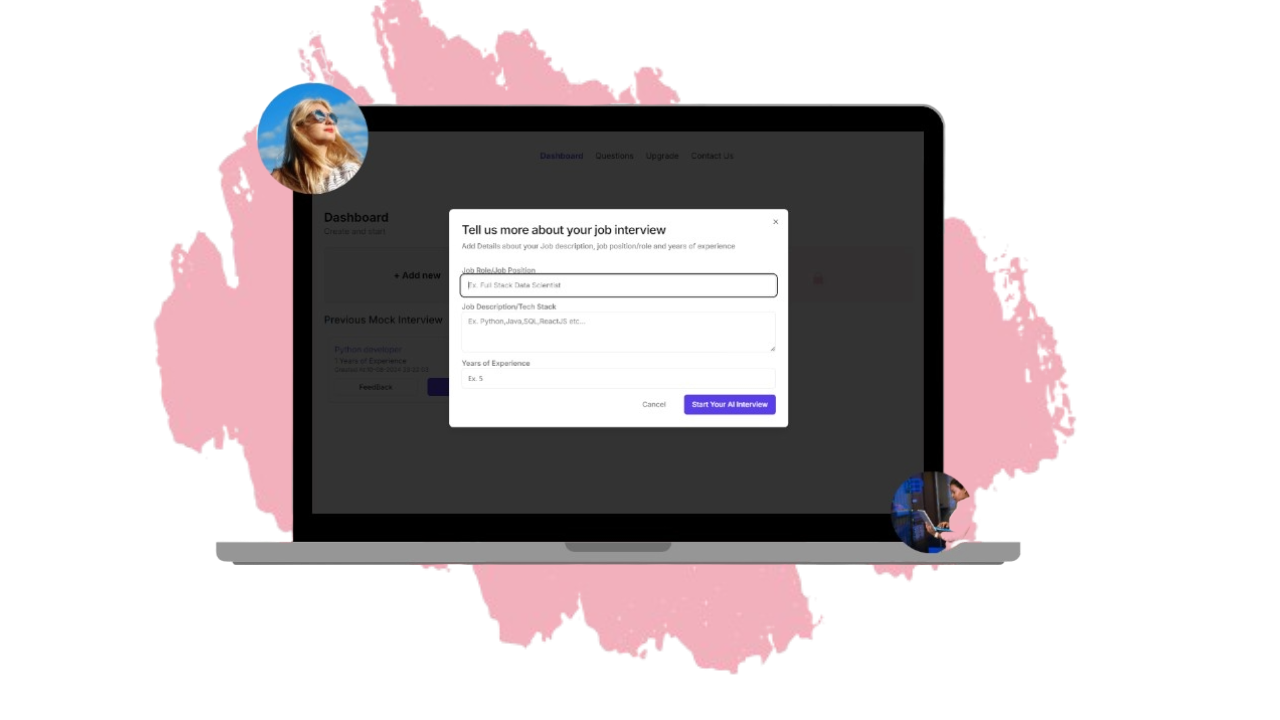 Dashboard Questions Upgrade Contact Us
Dashboard
Create and start
+ Add new
Previous Mock Interview
Python developer
1 Years of Experience
FeedBack
Tell us more about your job interview
×
Add Details about your Job description, job position/role and years of experience
Job Role/Job Position
Ex. Full Stack Data Scientist
Job Description/Tech Stack
Ex. Python,Java,SQL,ReactJS etc...
Years of Experience
Ex. 5
Cancel Start Your AI Interview